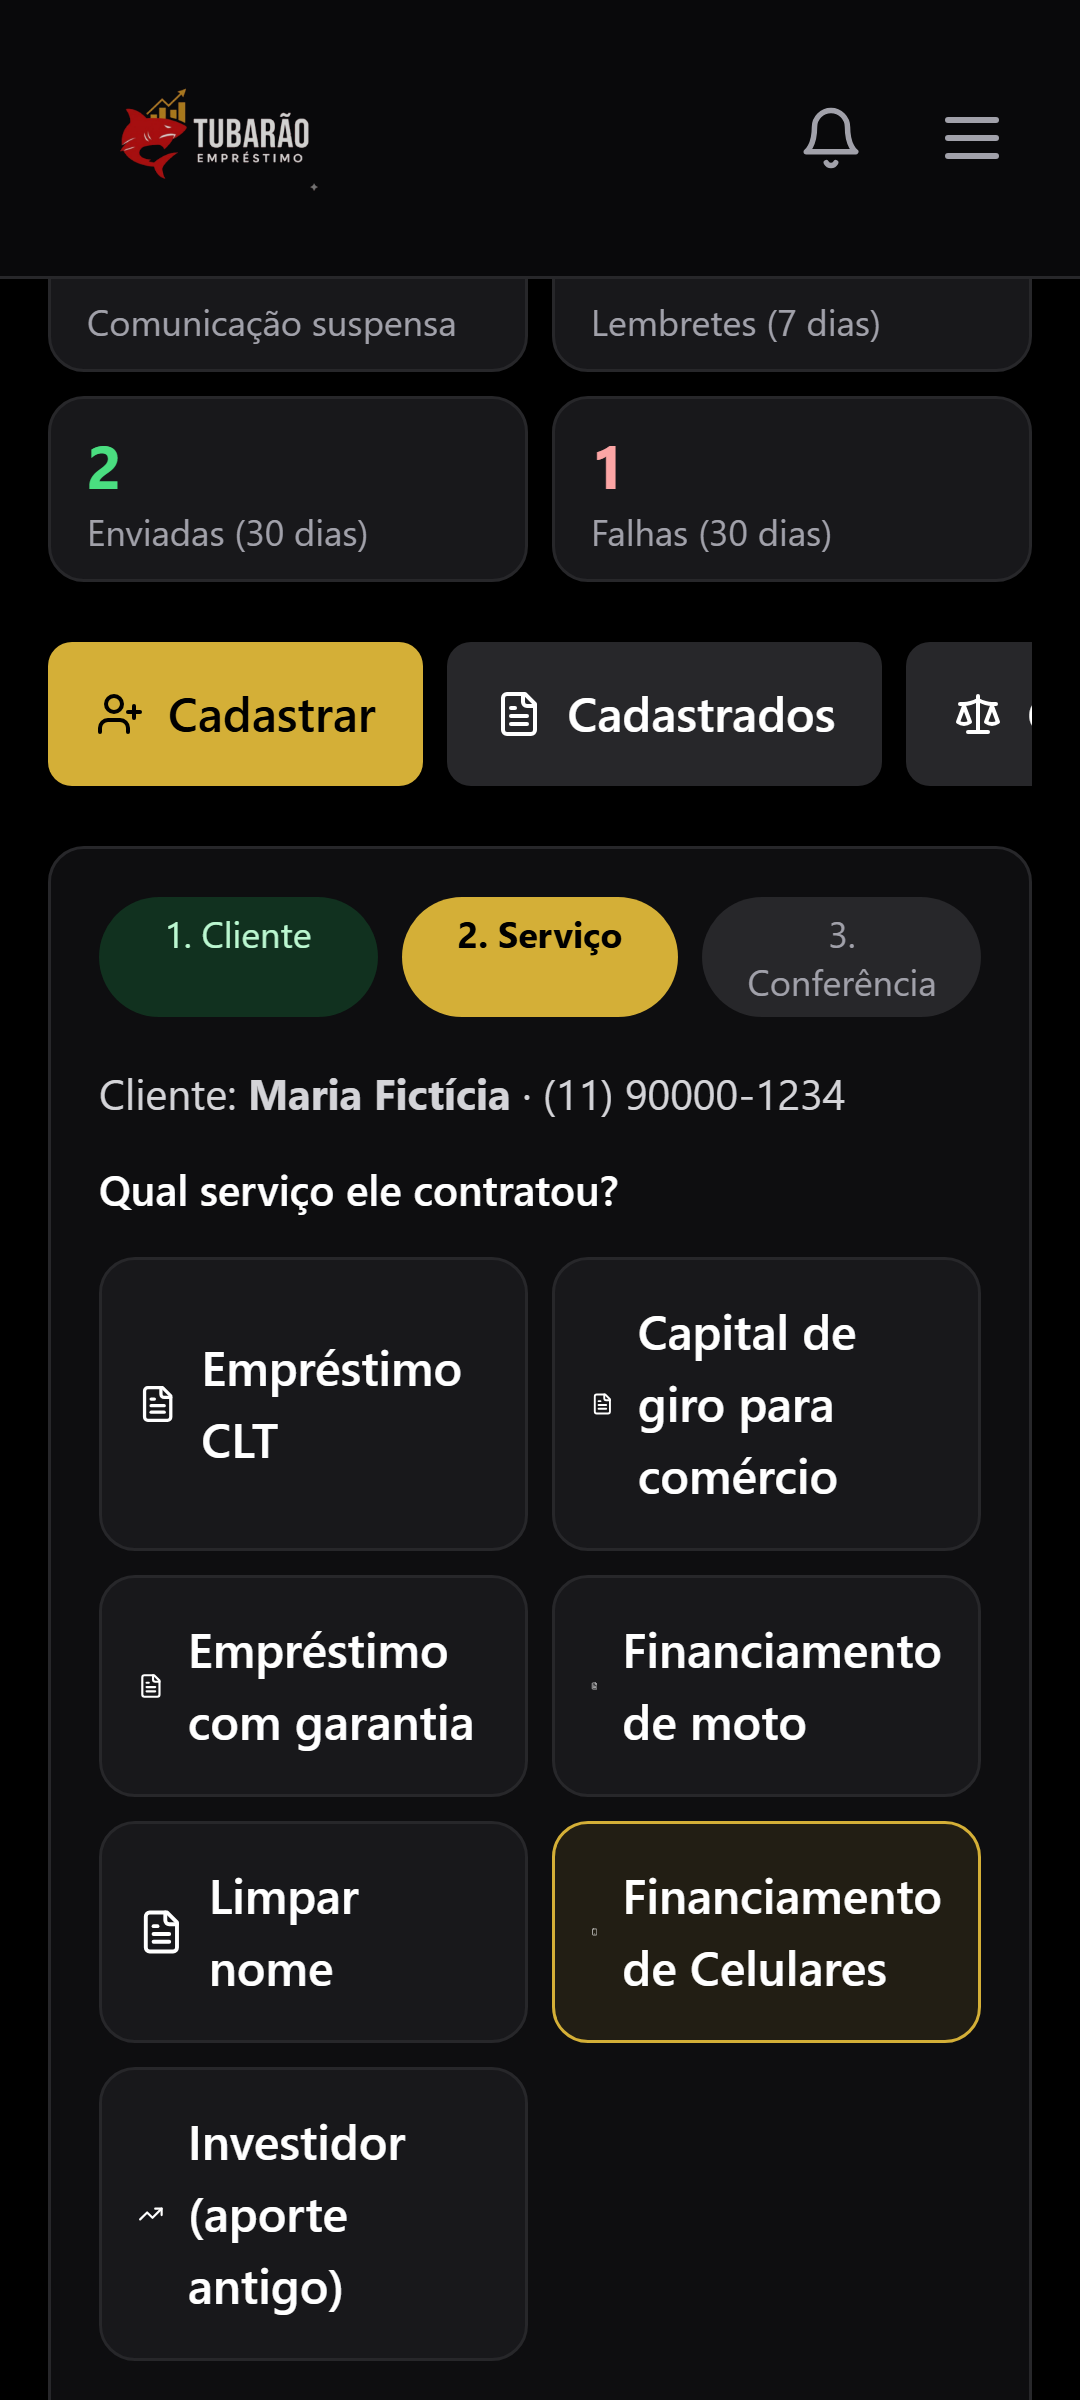 TUBARÃO
EMPRÉSTIMO
Comunicação suspensa
Lembretes (7 dias)
2
Enviadas (30 dias)
1
Falhas (30 dias)
Cadastrar
Cadastrados
1. Cliente
2. Serviço
3.
Conferência
Cliente: Maria Fictícia · (11) 90000-1234
Qual serviço ele contratou?
Empréstimo
CLT
Capital de
giro para
comércio
Empréstimo
com garantia
Financiamento
de moto
Limpar
nome
Financiamento
de Celulares
Investidor
(aporte
antigo)